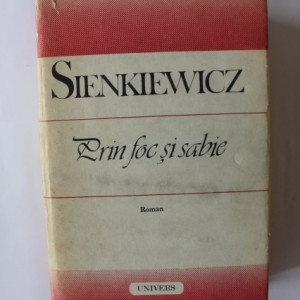 SIENKIEWICZ
Prin foc și sabie
Roman
UNIVERS